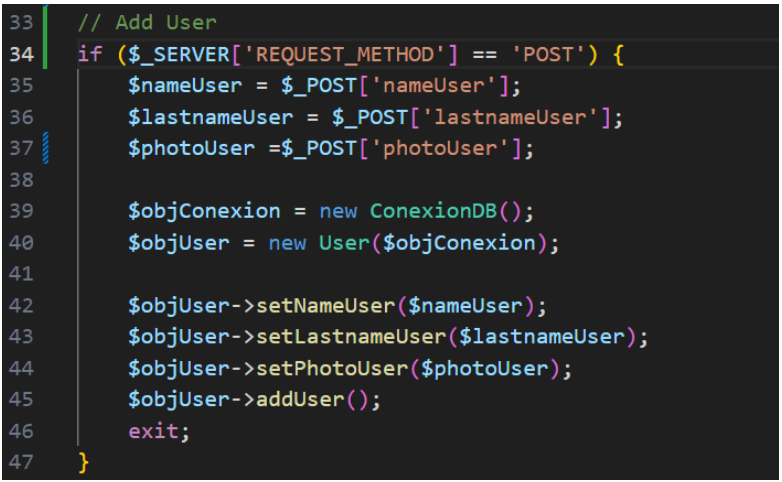 33 // Add User
34 if ($_SERVER['REQUEST_METHOD'] == 'POST') {
35     $nameUser = $_POST['nameUser'];
36     $lastnameUser = $_POST['lastnameUser'];
37     $photoUser =$_POST['photoUser'];
38
39     $objConexion = new ConexionDB();
40     $objUser = new User($objConexion);
41
42     $objUser->setNameUser($nameUser);
43     $objUser->setLastnameUser($lastnameUser);
44     $objUser->setPhotoUser($photoUser);
45     $objUser->addUser();
46     exit;
47 }